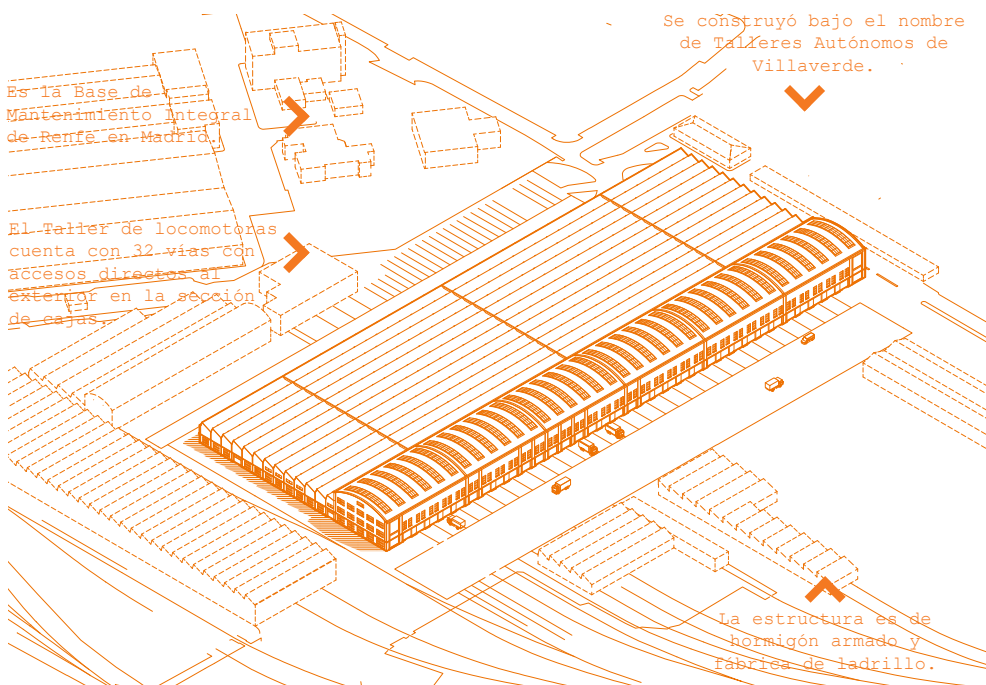 Se construyó bajo el nombre
de Talleres Autónomos de
Villaverde.
Es la Base de
Mantenimiento Integral
de Renfe en Madrid
El Taller de locomotoras
cuenta con 32 vías con
accesos directos al
exterior en la sección
de cajas.
La estructura es de
hormigón armado y
fábrica de ladrillo.